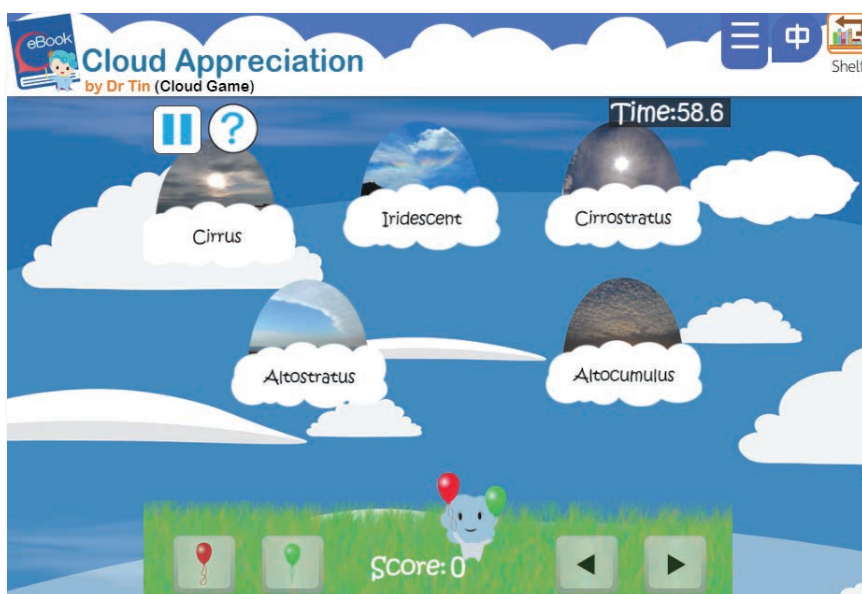 eBook
Cloud Appreciation
by Dr Tin (Cloud Game)
中
Shelf
Time:58.6
?
Cirrus
Iridescent
Cirrostratus
Altostratus
Altocumulus
Score: 0